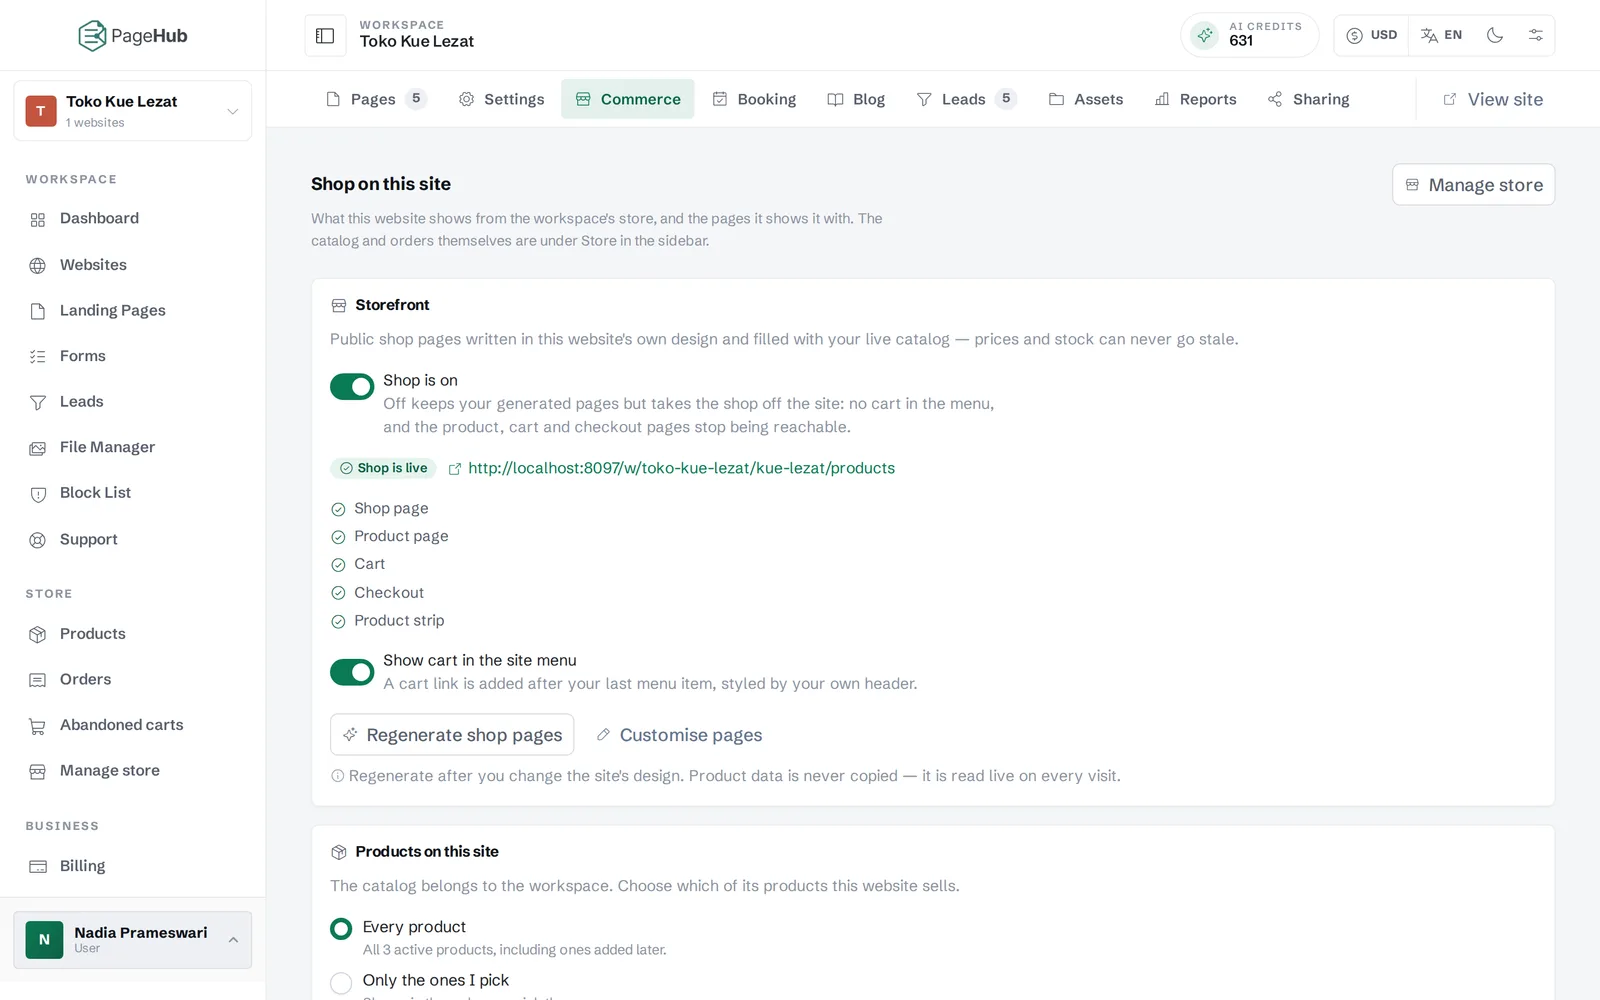 PageHub
WORKSPACE
Toko Kue Lezat
AI CREDITS
631
USD
EN
T
Toko Kue Lezat
1 websites
Pages 5
Settings
Commerce
Booking
Blog
Leads 5
Assets
Reports
Sharing
View site
WORKSPACE
Dashboard
Websites
Landing Pages
Forms
Leads
File Manager
Block List
Support
STORE
Products
Orders
Abandoned carts
Manage store
BUSINESS
Billing
N
Nadia Prameswari
User
Shop on this site
Manage store
What this website shows from the workspace's store, and the pages it shows it with. The
catalog and orders themselves are under Store in the sidebar.
Storefront
Public shop pages written in this website's own design and filled with your live catalog — prices and stock can never go stale.
Shop is on
Off keeps your generated pages but takes the shop off the site: no cart in the menu,
and the product, cart and checkout pages stop being reachable.
Shop is live
http://localhost:8097/w/toko-kue-lezat/kue-lezat/products
Shop page
Product page
Cart
Checkout
Product strip
Show cart in the site menu
A cart link is added after your last menu item, styled by your own header.
Regenerate shop pages
Customise pages
Regenerate after you change the site's design. Product data is never copied — it is read live on every visit.
Products on this site
The catalog belongs to the workspace. Choose which of its products this website sells.
Every product
All 3 active products, including ones added later.
Only the ones I pick